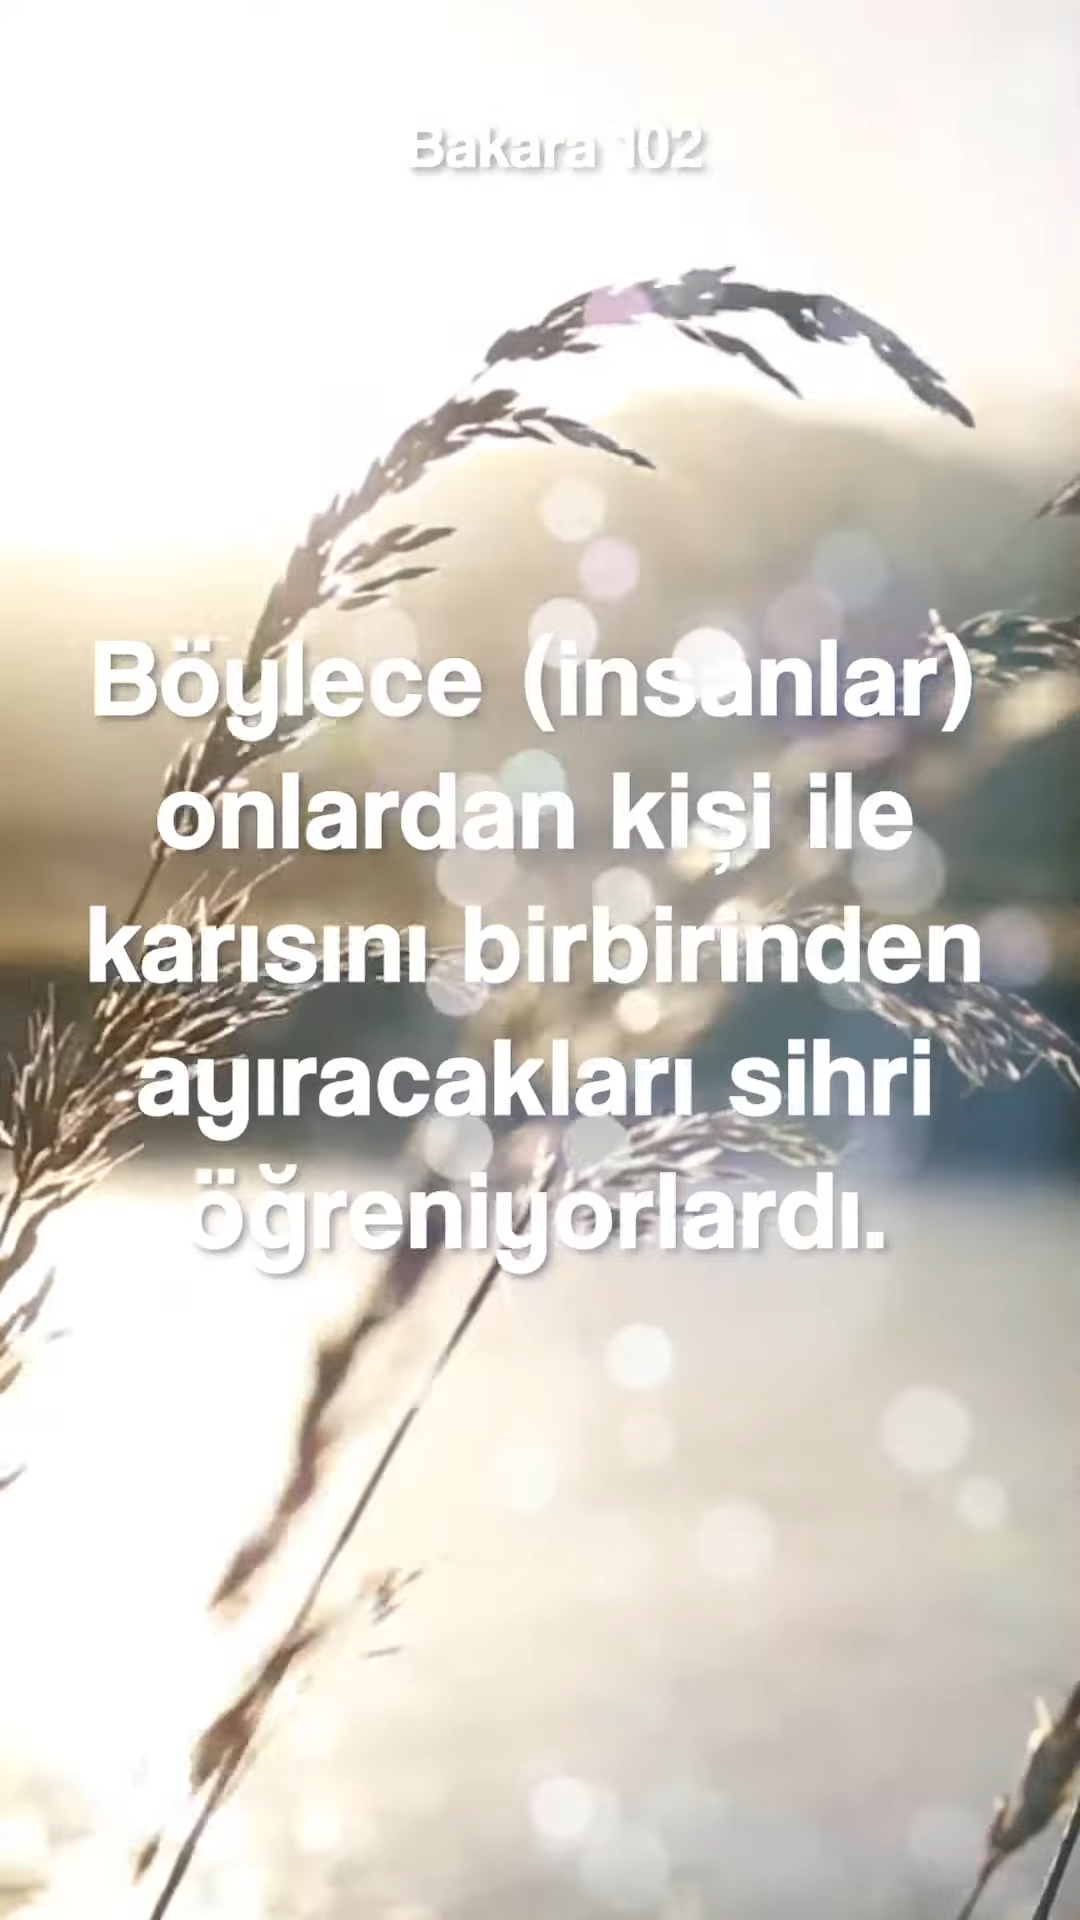 Bakara 102
Böylece (insanlar)
onlardan kişi ile
karısını birbirinden
ayıracakları sihri
öğreniyorlardı.